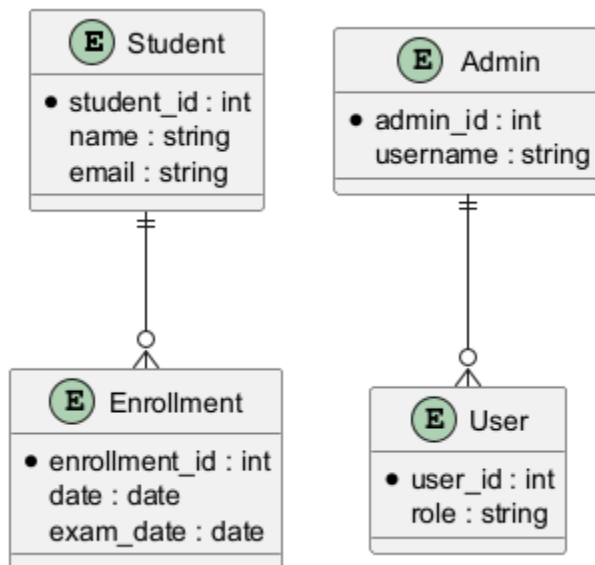 E Student
student_id : int
name : string
email : string
E Admin
admin_id : int
username : string
E Enrollment
enrollment_id : int
date : date
exam_date : date
E User
user_id : int
role : string